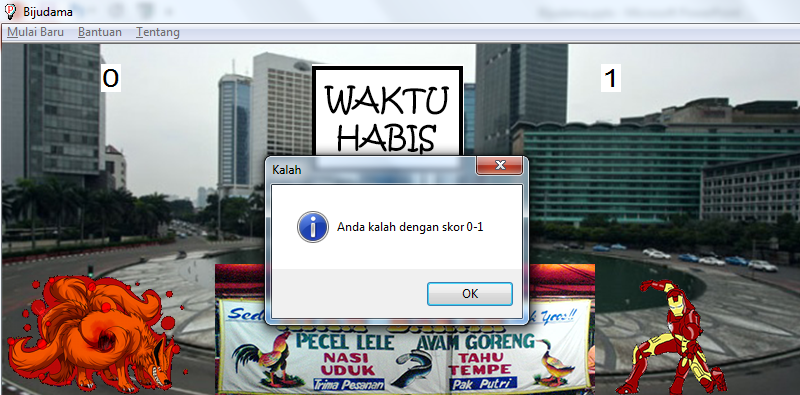 Bijudama
Mulai Baru Bantuan Tentang
0
1
WAKTU
HABIS
Kalah
Anda kalah dengan skor 0-1
OK
PECEL LELE AYAM GORENG
NASI TAHU
UDUK TEMPE
Trima Pesanan Pak Putri